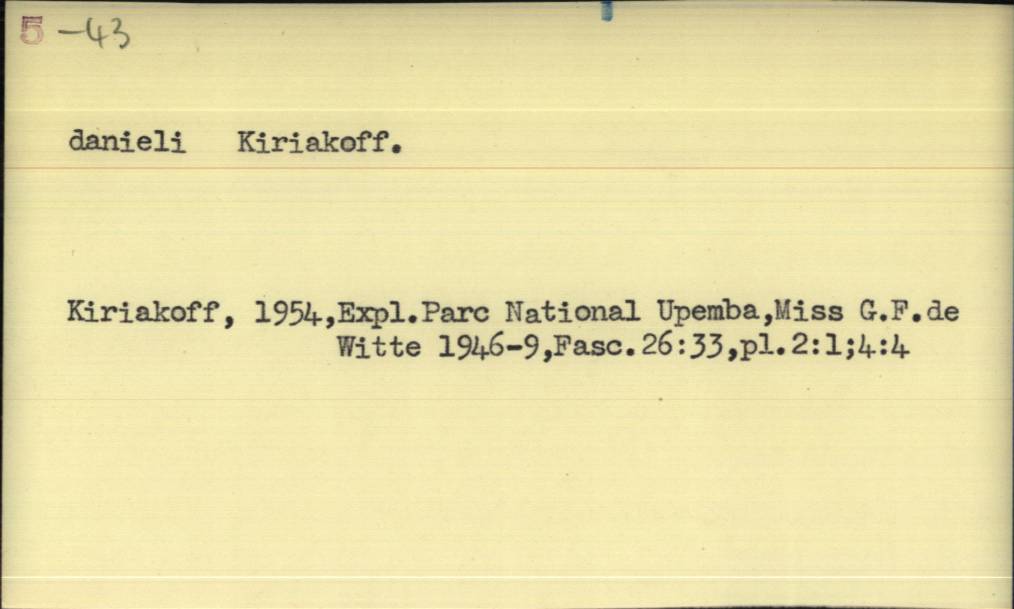 5 -43
danieli Kiriakoff.
Kiriakoff, 1954,Expl.Parc National Upemba,Miss G.F.de
Witte 1946-9,Fasc.26:33,pl.2:1;4:4